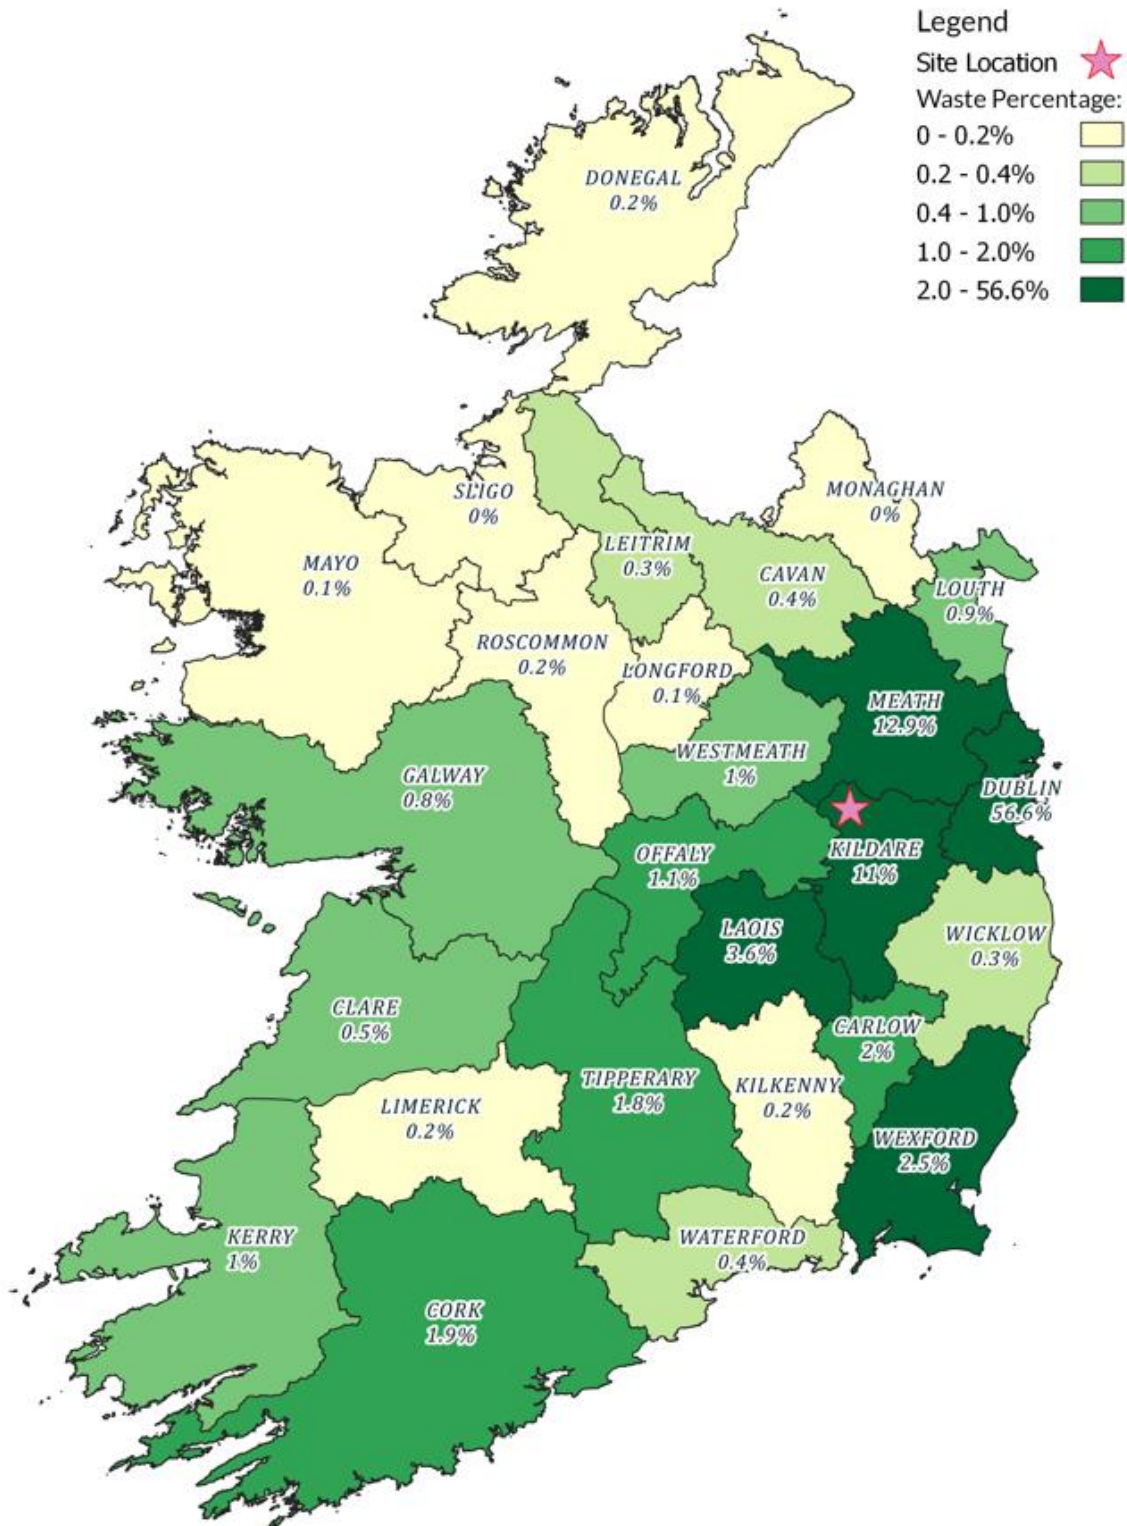 Legend
Site Location
Waste Percentage:
0 - 0.2%
0.2 - 0.4%
0.4 - 1.0%
1.0 - 2.0%
2.0 - 56.6%
DONEGAL
0.2%
SLIGO
0%
MONAGHAN
0%
MAYO
0.1%
LEITRIM
0.3%
CAVAN
0.4%
LOUTH
0.9%
ROSCOMMON
0.2%
LONGFORD
0.1%
MEATH
12.9%
WESTMEATH
1%
GALWAY
0.8%
DUBLIN
56.6%
OFFALY
1.1%
KILDARE
11%
LAOIS
3.6%
WICKLOW
0.3%
CLARE
0.5%
CARLOW
2%
TIPPERARY
1.8%
KILKENNY
0.2%
LIMERICK
0.2%
WEXFORD
2.5%
KERRY
1%
WATERFORD
0.4%
CORK
1.9%